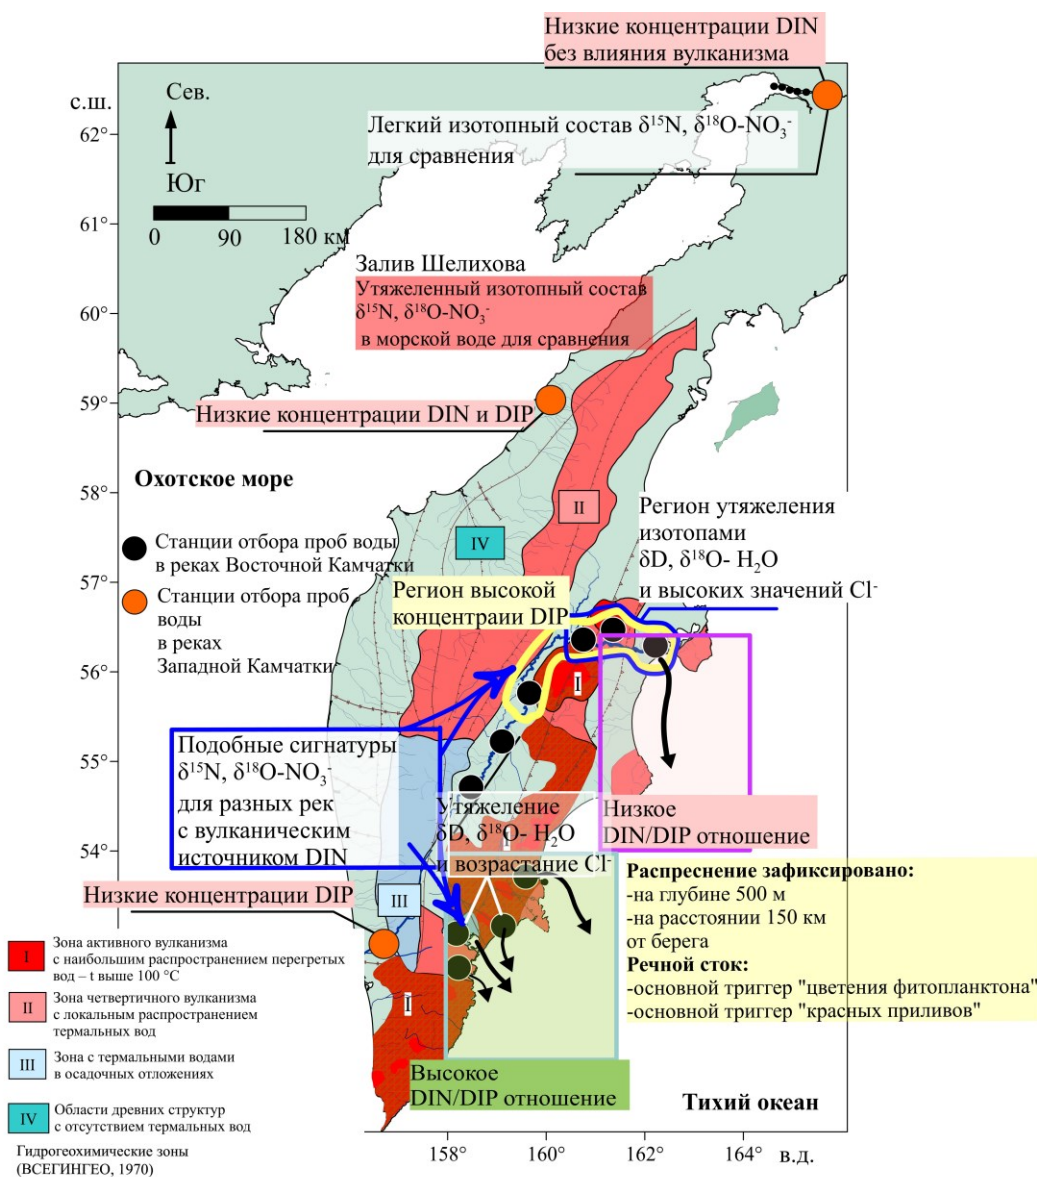 Низкие концентрации DIN
без влияния вулканизма
с.ш.
Сев.
Юг
62°
Легкий изотопный состав δ¹⁵N, δ¹⁸O-NO₃⁻
для сравнения
61°
0 90 180 км
Залив Шелихова
Утяжеленный изотопный состав
δ¹⁵N, δ¹⁸O-NO₃⁻
в морской воде для сравнения
60°
59°
Низкие концентрации DIN и DIP
Охотское море
58°
II
IV
Регион утяжеления
изотопами
δD, δ¹⁸O- H₂O
и высоких значений Cl⁻
Станции отбора проб воды
в реках Восточной Камчатки
57°
Станции отбора проб
воды
в реках
Западной Камчатки
Регион высокой
концентраии DIP
56°
I
Подобные сигнатуры
δ¹⁵N, δ¹⁸O-NO₃⁻
для разных рек
с вулканическим
источником DIN
55°
Утяжеление
δD, δ¹⁸O- H₂O
и возрастание Cl⁻
I
Низкое
DIN/DIP отношение
54°
Низкие концентрации DIP
III
Распреснение зафиксировано:
-на глубине 500 м
-на расстоянии 150 км
от берега
Речной сток:
-основной триггер "цветения фитопланктона"
-основной триггер "красных приливов"
I
I
Зона активного вулканизма
с наибольшим распространением перегретых
вод – t выше 100 °C
II
Зона четвертичного вулканизма
с локальным распространением
термальных вод
III
Зона с термальными водами
в осадочных отложениях
IV
Области древних структур
с отсутствием термальных вод
Высокое
DIN/DIP отношение
Тихий океан
158° 160° 162° 164° в.д.
Гидрогеохимические зоны
(ВСЕГИНГЕО, 1970)